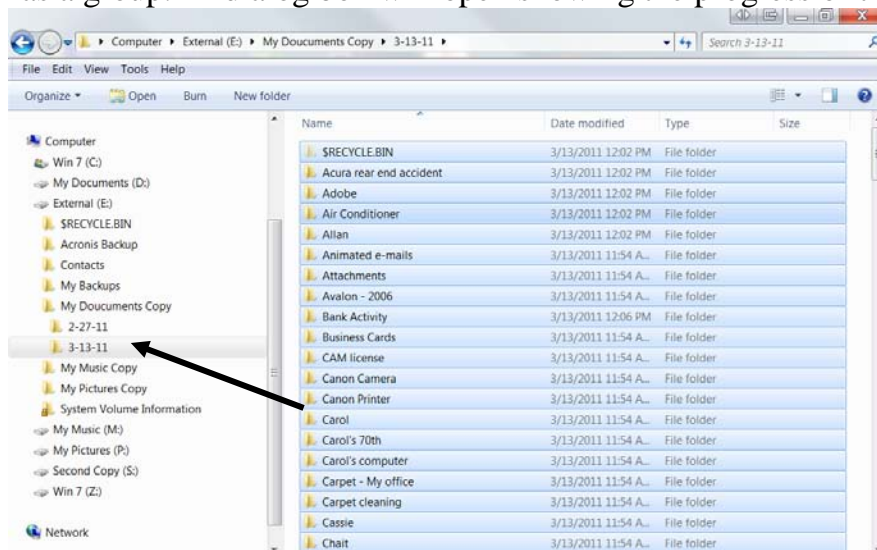 Computer ▸ External (E:) ▸ My Doucuments Copy ▸ 3-13-11 ▸
Search 3-13-11
File Edit View Tools Help
Organize ▾ Open Burn New folder
Name Date modified Type Size
Computer
Win 7 (C:)
My Documents (D:)
External (E:)
$RECYCLE.BIN
Acronis Backup
Contacts
My Backups
My Doucuments Copy
2-27-11
3-13-11
My Music Copy
My Pictures Copy
System Volume Information
My Music (M:)
My Pictures (P:)
Second Copy (S:)
Win 7 (Z:)
Network
$RECYCLE.BIN 3/13/2011 12:02 PM File folder
Acura rear end accident 3/13/2011 12:02 PM File folder
Adobe 3/13/2011 12:02 PM File folder
Air Conditioner 3/13/2011 12:02 PM File folder
Allan 3/13/2011 12:02 PM File folder
Animated e-mails 3/13/2011 11:54 A... File folder
Attachments 3/13/2011 11:54 A... File folder
Avalon - 2006 3/13/2011 11:54 A... File folder
Bank Activity 3/13/2011 12:06 PM File folder
Business Cards 3/13/2011 11:54 A... File folder
CAM license 3/13/2011 11:54 A... File folder
Canon Camera 3/13/2011 11:54 A... File folder
Canon Printer 3/13/2011 11:54 A... File folder
Carol 3/13/2011 11:54 A... File folder
Carol's 70th 3/13/2011 11:54 A... File folder
Carol's computer 3/13/2011 11:54 A... File folder
Carpet - My office 3/13/2011 11:54 A... File folder
Carpet cleaning 3/13/2011 11:54 A... File folder
Cassie 3/13/2011 11:54 A... File folder
Chait 3/13/2011 11:54 A... File folder